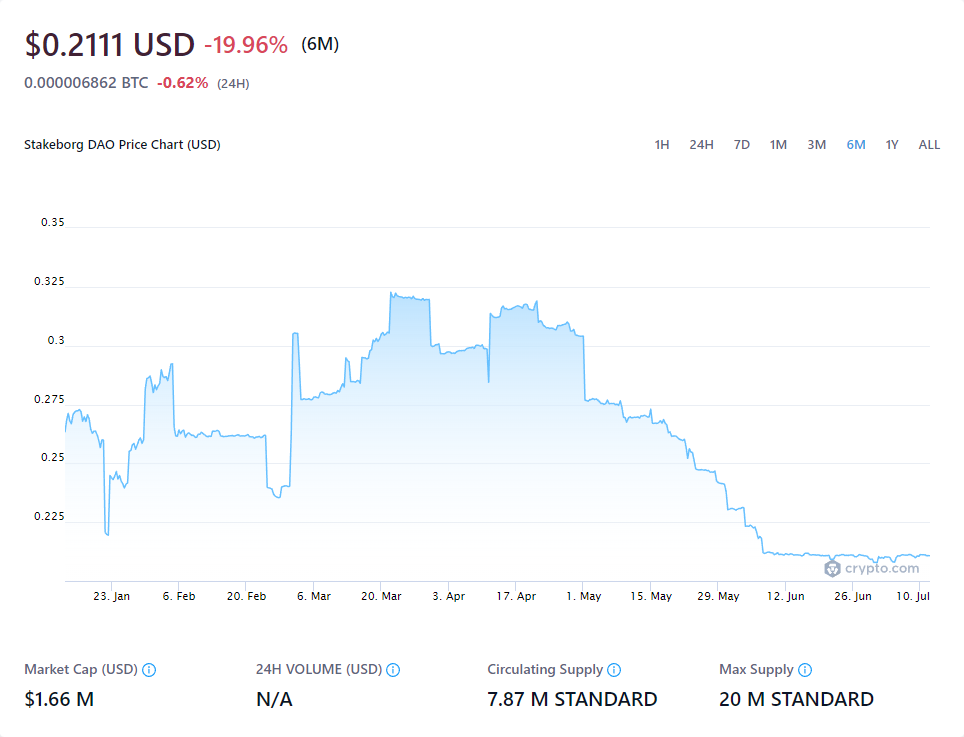 $0.2111 USD -19.96% (6M)
0.000006862 BTC -0.62% (24H)
Stakeborg DAO Price Chart (USD) 1H 24H 7D 1M 3M 6M 1Y ALL
0.35
0.325
0.3
0.275
0.25
0.225
crypto.com
23. Jan 6. Feb 20. Feb 6. Mar 20. Mar 3. Apr 17. Apr 1. May 15. May 29. May 12. Jun 26. Jun 10. Jul
Market Cap (USD) 24H VOLUME (USD) Circulating Supply Max Supply
$1.66 M N/A 7.87 M STANDARD 20 M STANDARD